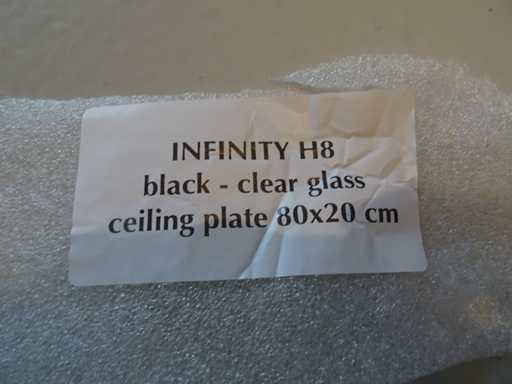 INFINITY H8
black - clear glass
ceiling plate 80x20 cm